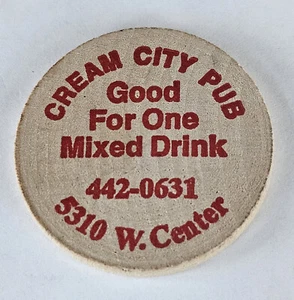 CREAM CITY PUB
Good
For One
Mixed Drink
442-0631
5310 W. Center